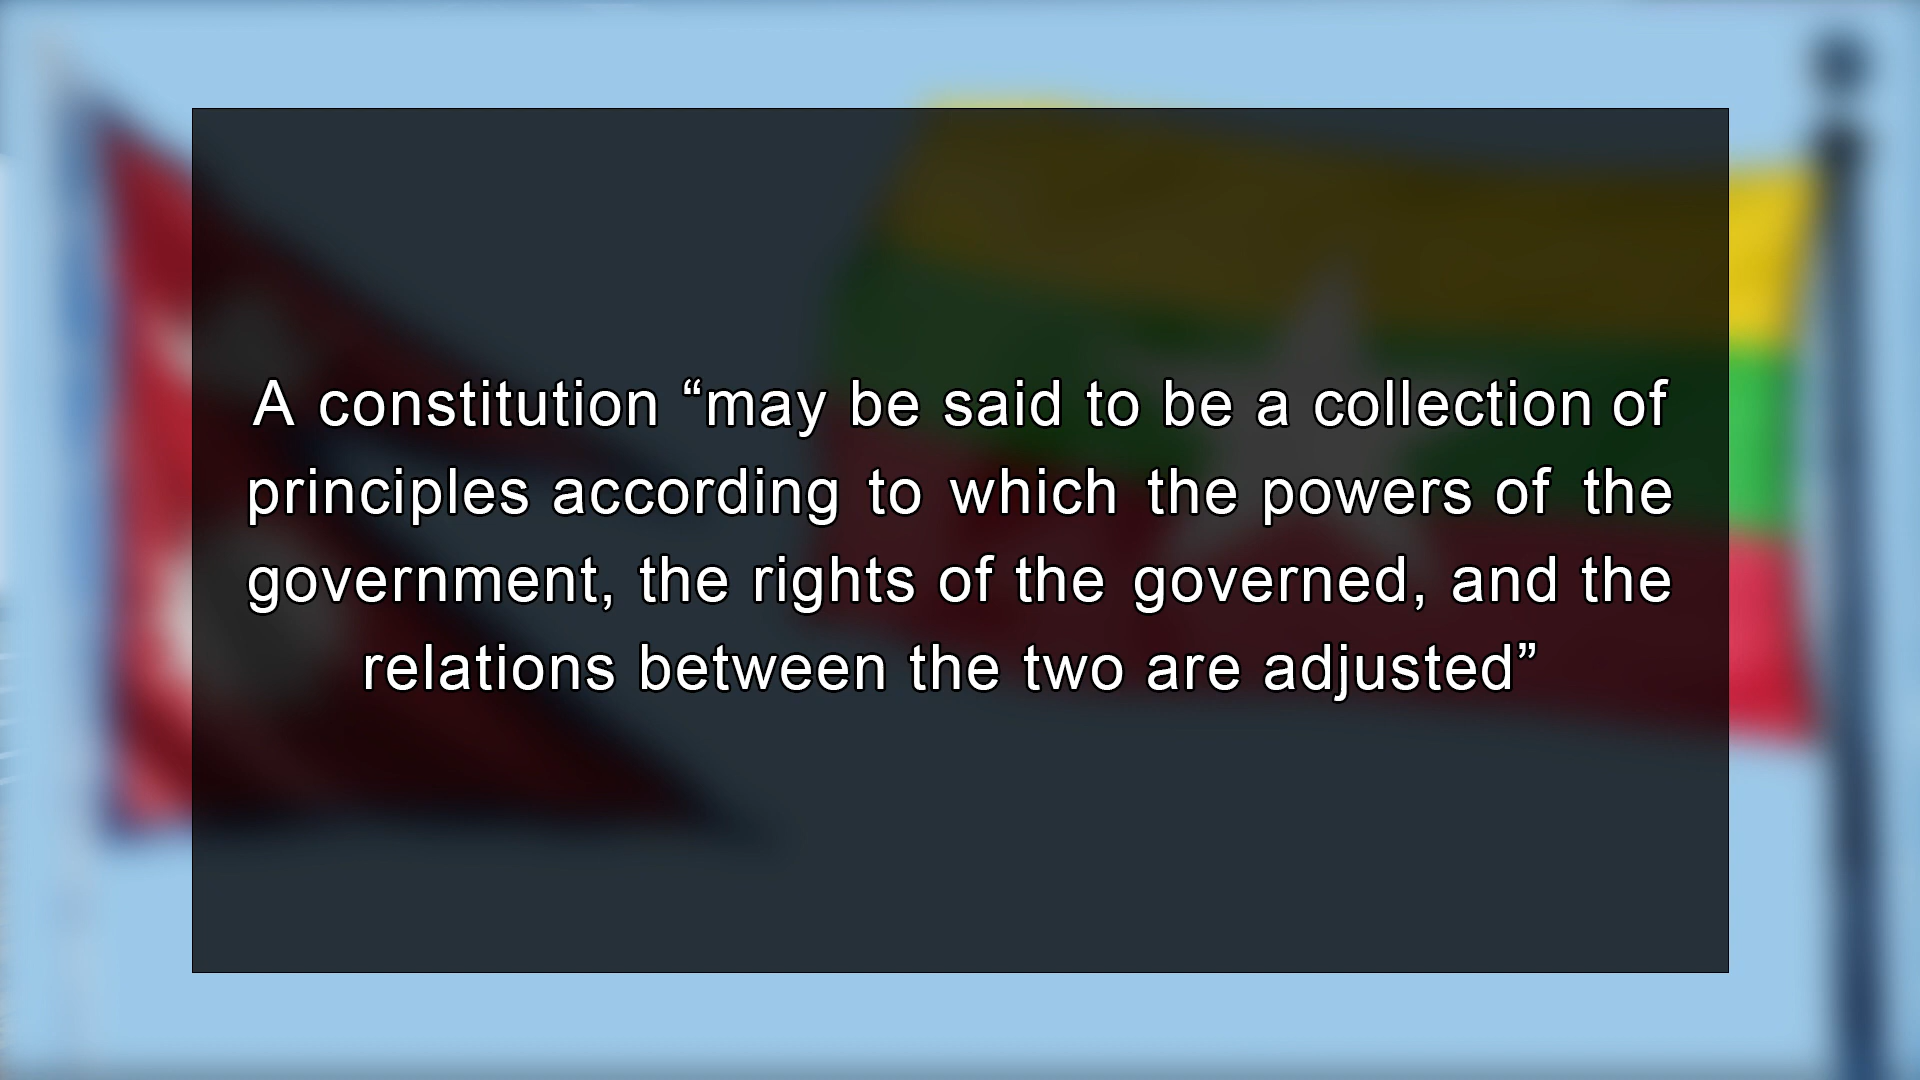 A constitution “may be said to be a collection of
principles according to which the powers of the
government, the rights of the governed, and the
relations between the two are adjusted”